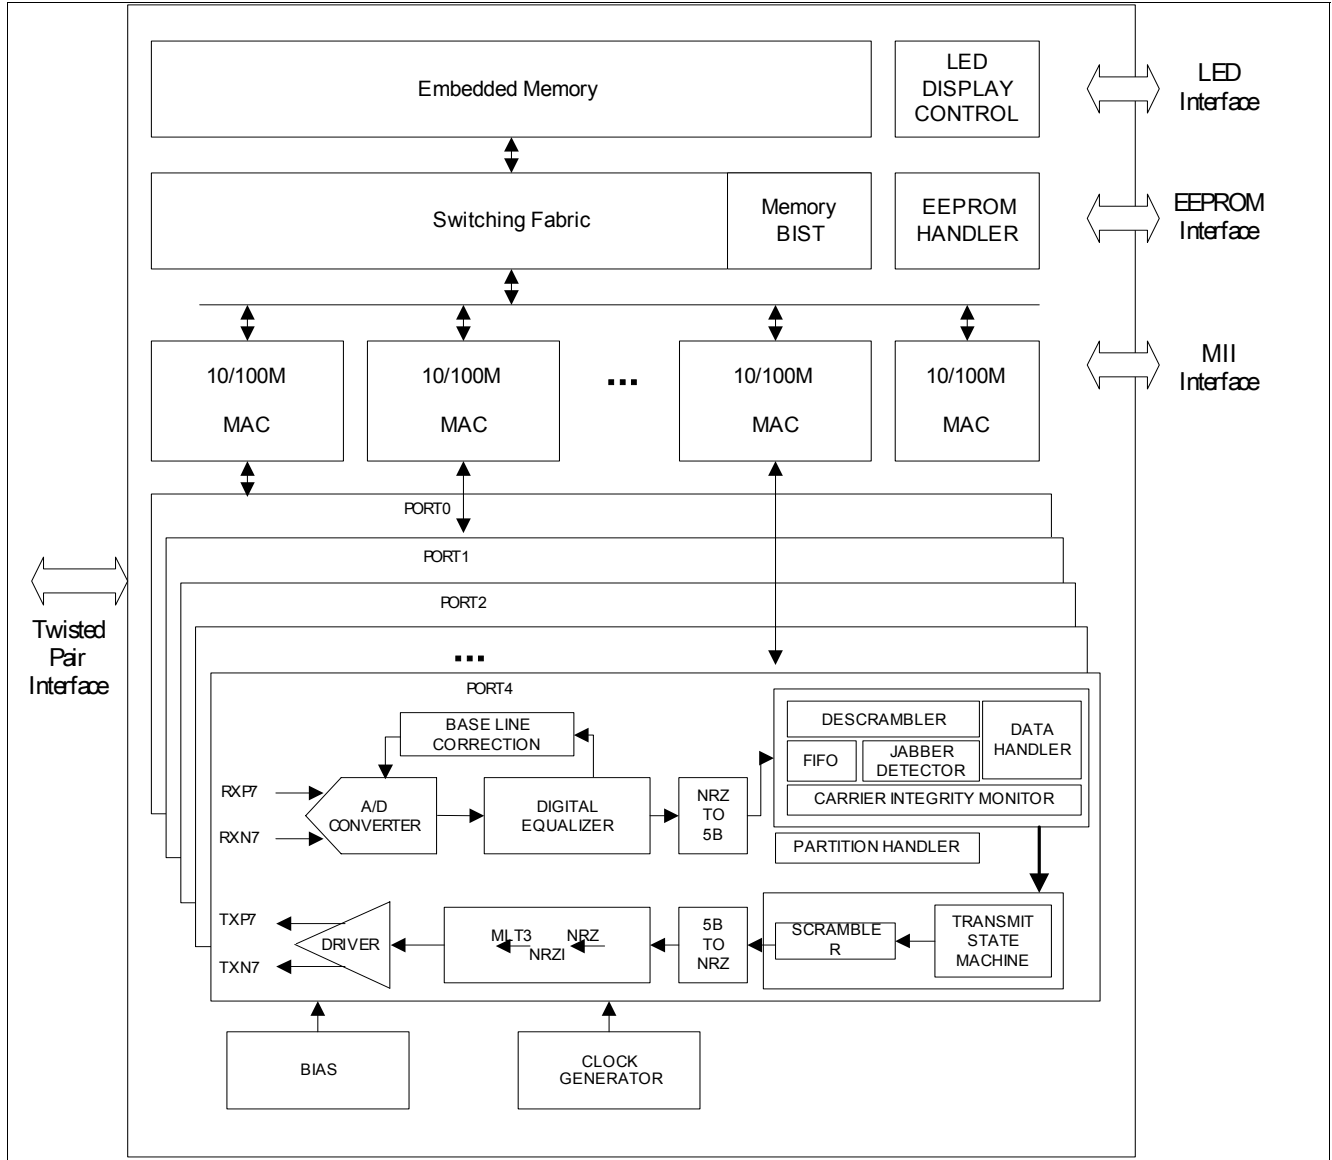 Embedded Memory
LED
DISPLAY
CONTROL
LED
Interface
Switching Fabric
Memory
BIST
EEPROM
HANDLER
EEPROM
Interface
10/100M
MAC
10/100M
MAC
...
10/100M
MAC
10/100M
MAC
MII
Interface
PORT0
PORT1
PORT2
...
PORT4
Twisted
Pair
Interface
BASE LINE
CORRECTION
RXP7
RXN7
A/D
CONVERTER
DIGITAL
EQUALIZER
NRZ
TO
5B
DESCRAMBLER
FIFO
JABBER
DETECTOR
DATA
HANDLER
CARRIER INTEGRITY MONITOR
PARTITION HANDLER
TXP7
TXN7
DRIVER
MLT3 NRZ
NRZI
5B
TO
NRZ
SCRAMBLE
R
TRANSMIT
STATE
MACHINE
BIAS
CLOCK
GENERATOR